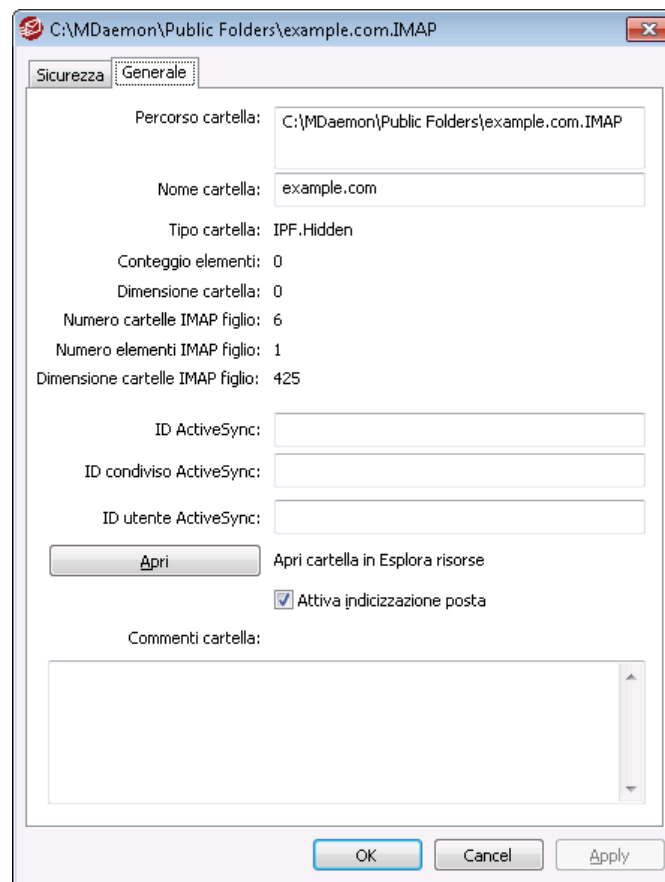 C:\MDaemon\Public Folders\example.com.IMAP
Sicurezza Generale
Percorso cartella: C:\MDaemon\Public Folders\example.com.IMAP
Nome cartella: example.com
Tipo cartella: IPF.Hidden
Conteggio elementi: 0
Dimensione cartella: 0
Numero cartelle IMAP figlio: 6
Numero elementi IMAP figlio: 1
Dimensione cartelle IMAP figlio: 425
ID ActiveSync:
ID condiviso ActiveSync:
ID utente ActiveSync:
Apri Apri cartella in Esplora risorse
Attiva indicizzazione posta
Commenti cartella:
OK Cancel Apply